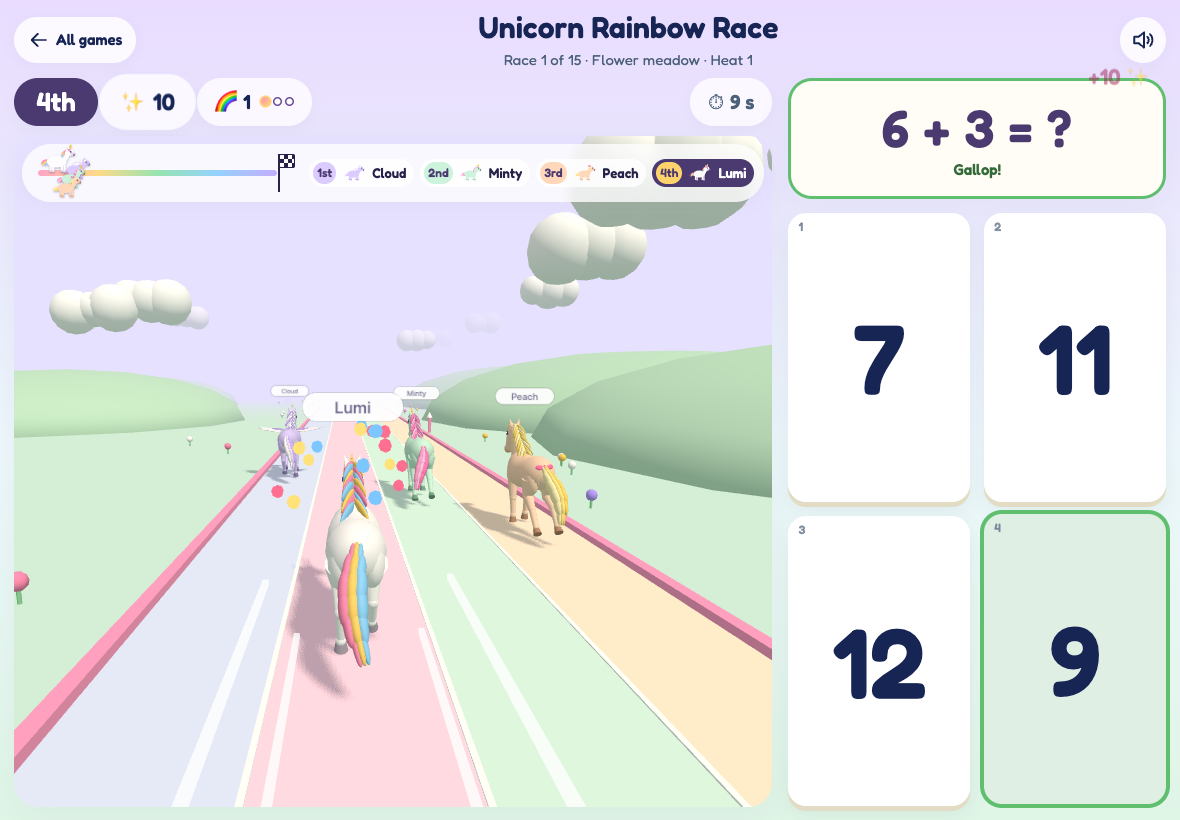 Unicorn Rainbow Race
← All games
Race 1 of 15 · Flower meadow · Heat 1
4th
10
1
9 s
+10
6 + 3 = ?
Gallop!
1st Cloud
2nd Minty
3rd Peach
4th Lumi
Cloud
Lumi
Minty
Peach
1
7
2
11
3
12
4
9